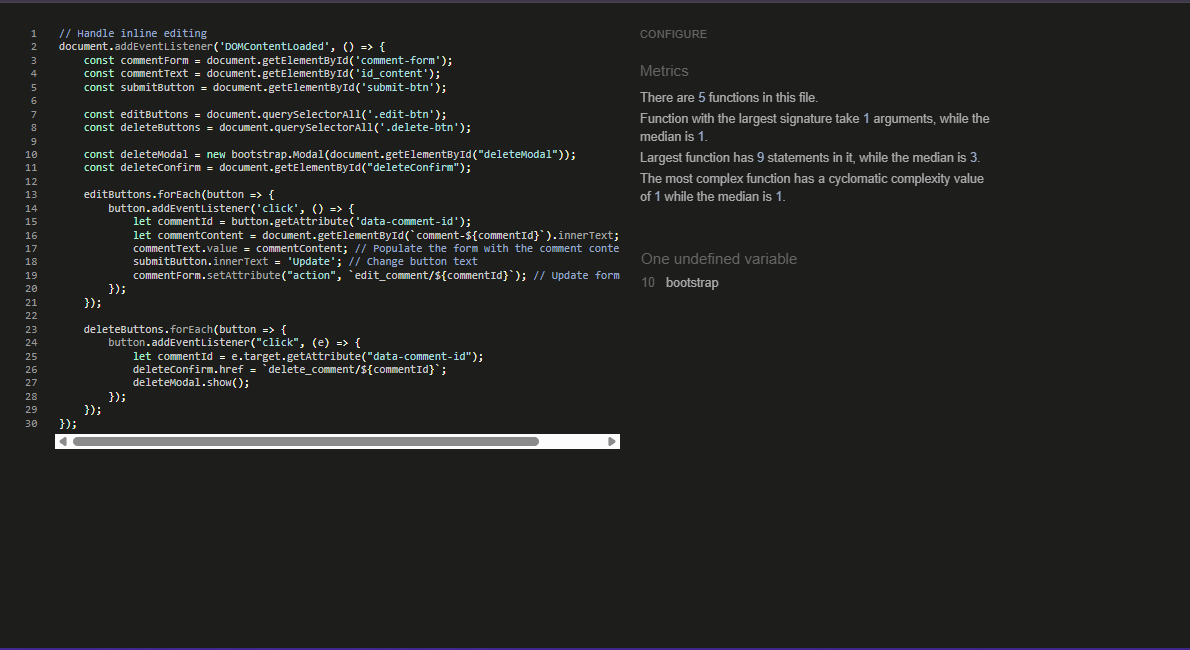 1 // Handle inline editing
2 document.addEventListener('DOMContentLoaded', () => {
3     const commentForm = document.getElementById('comment-form');
4     const commentText = document.getElementById('id_content');
5     const submitButton = document.getElementById('submit-btn');
6
7     const editButtons = document.querySelectorAll('.edit-btn');
8     const deleteButtons = document.querySelectorAll('.delete-btn');
9
10     const deleteModal = new bootstrap.Modal(document.getElementById("deleteModal"));
11     const deleteConfirm = document.getElementById("deleteConfirm");
12
13     editButtons.forEach(button => {
14         button.addEventListener('click', () => {
15             let commentId = button.getAttribute('data-comment-id');
16             let commentContent = document.getElementById(`comment-${commentId}`).innerText;
17             commentText.value = commentContent; // Populate the form with the comment conte
18             submitButton.innerText = 'Update'; // Change button text
19             commentForm.setAttribute("action", `edit_comment/${commentId}`); // Update form
20         });
21     });
22
23     deleteButtons.forEach(button => {
24         button.addEventListener("click", (e) => {
25             let commentId = e.target.getAttribute("data-comment-id");
26             deleteConfirm.href = `delete_comment/${commentId}`;
27             deleteModal.show();
28         });
29     });
30 });
CONFIGURE
Metrics
There are 5 functions in this file.
Function with the largest signature take 1 arguments, while the
median is 1.
Largest function has 9 statements in it, while the median is 3.
The most complex function has a cyclomatic complexity value
of 1 while the median is 1.
One undefined variable
10 bootstrap